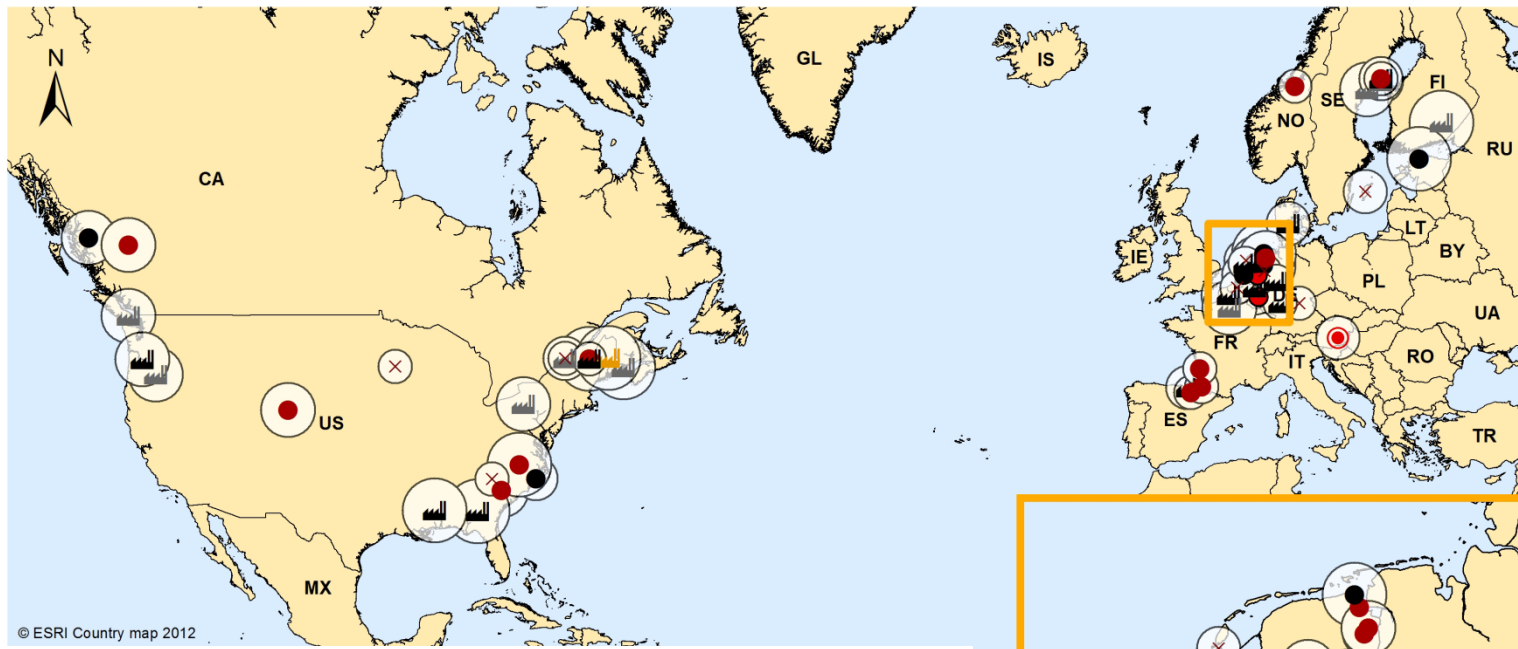 N
GL
IS
FI
SE
NO
RU
CA
LT
BY
IE
PL
D
UA
FR
IT
RO
US
ES
TR
MX
© ESRI Country map 2012